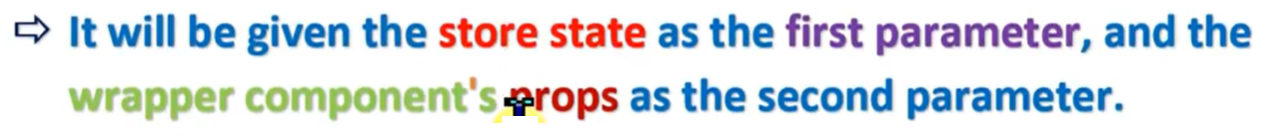 ⇨ It will be given the store state as the first parameter, and the
wrapper component's props as the second parameter.